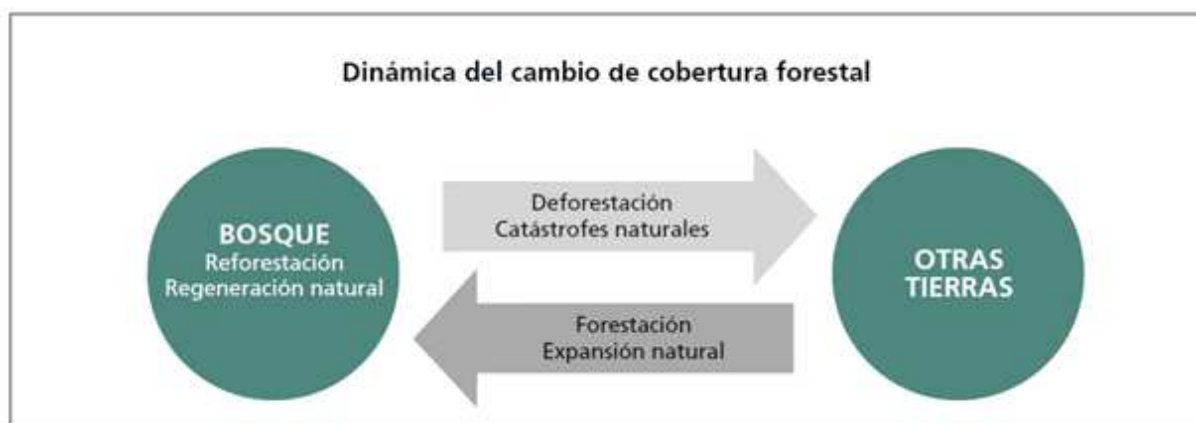 Dinámica del cambio de cobertura forestal
BOSQUE
Reforestación
Regeneración natural
Deforestación
Catástrofes naturales
Forestación
Expansión natural
OTRAS
TIERRAS